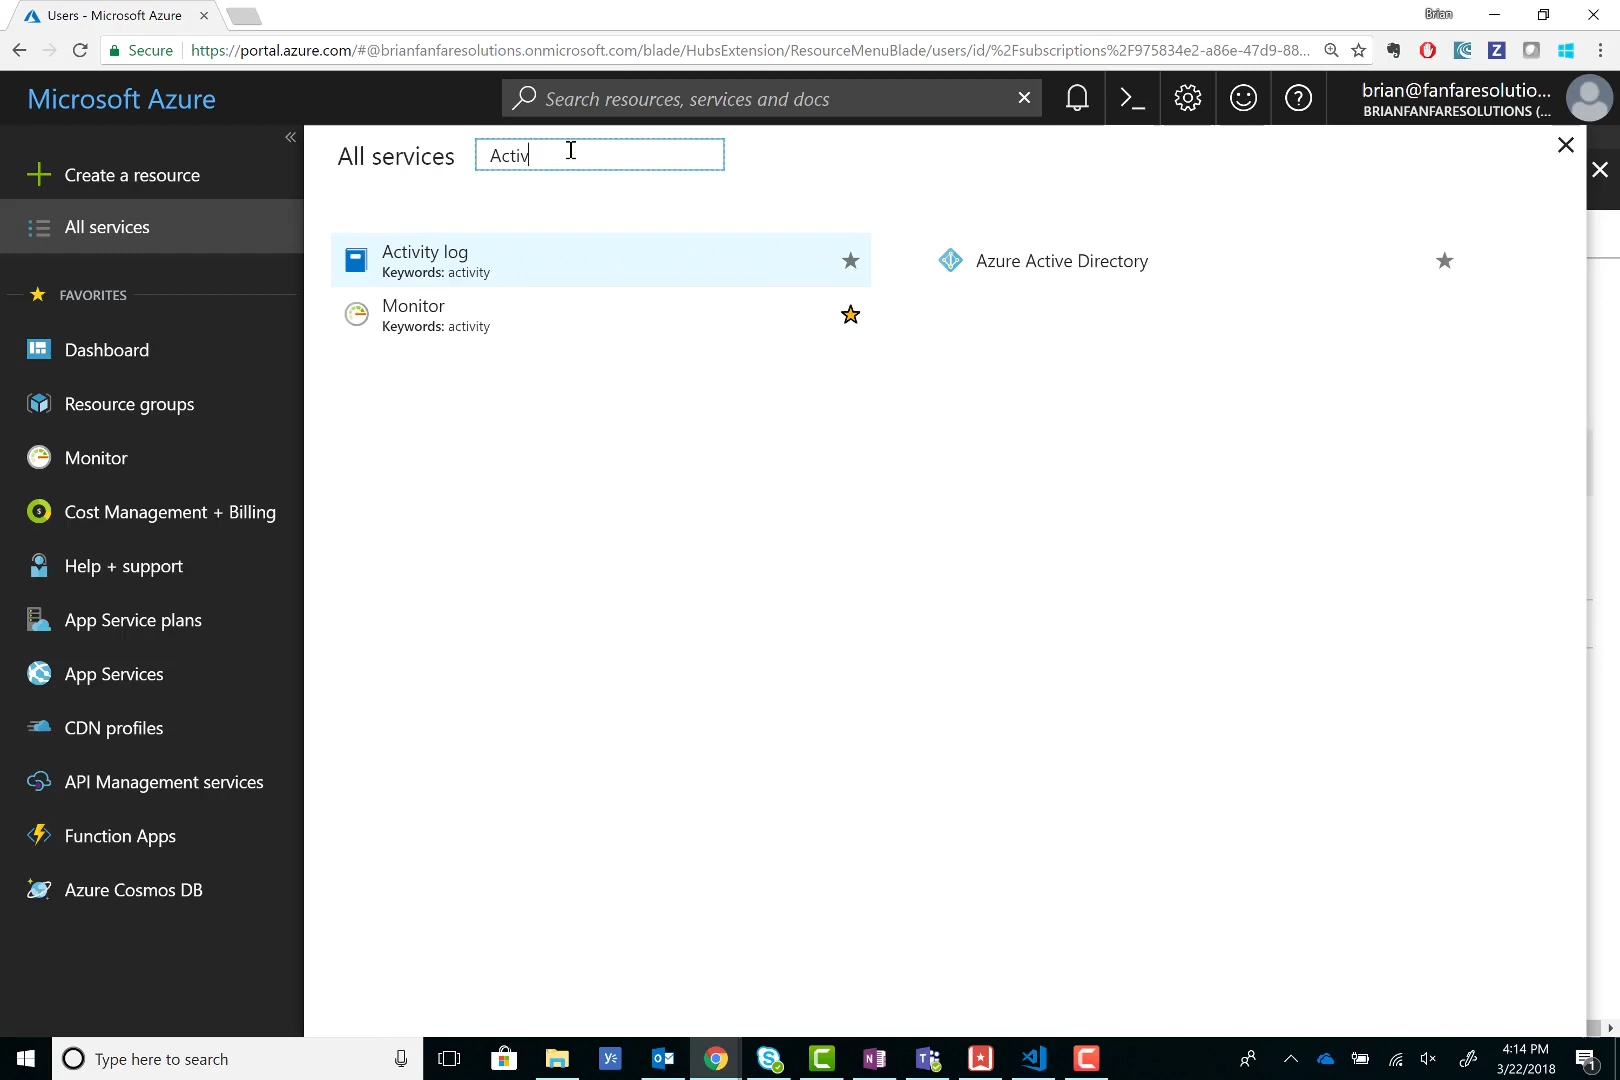 Users - Microsoft Azure
Brian
Secure
https://portal.azure.com/#@brianfanfaresolutions.onmicrosoft.com/blade/HubsExtension/ResourceMenuBlade/users/id/%2Fsubscriptions%2F975834e2-a86e-47d9-88...
Microsoft Azure
Search resources, services and docs
brian@fanfaresolutio...
BRIANFANFARESOLUTIONS (...
Create a resource
All services
FAVORITES
Dashboard
Resource groups
Monitor
Cost Management + Billing
Help + support
App Service plans
App Services
CDN profiles
API Management services
Function Apps
Azure Cosmos DB
All services
Activ
Activity log
Keywords: activity
Azure Active Directory
Monitor
Keywords: activity
Type here to search
4:14 PM
3/22/2018
1